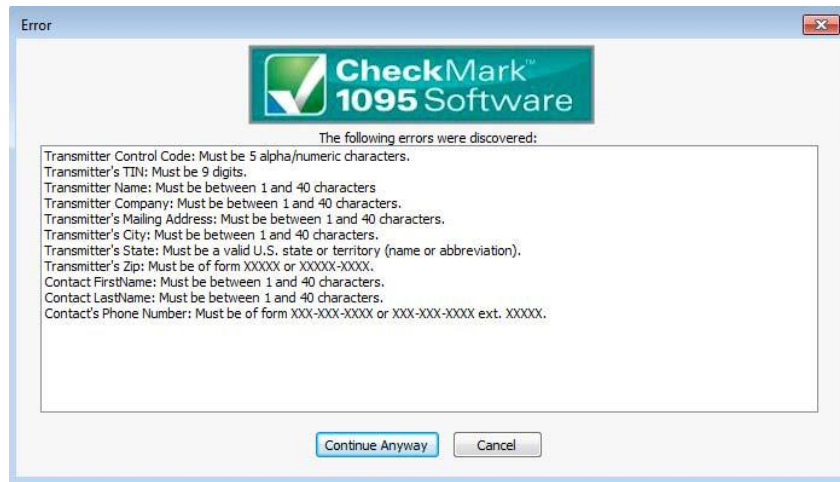 Error
CheckMark™
1095 Software
The following errors were discovered:
Transmitter Control Code: Must be 5 alpha/numeric characters.
Transmitter's TIN: Must be 9 digits.
Transmitter Name: Must be between 1 and 40 characters
Transmitter Company: Must be between 1 and 40 characters.
Transmitter's Mailing Address: Must be between 1 and 40 characters.
Transmitter's City: Must be between 1 and 40 characters.
Transmitter's State: Must be a valid U.S. state or territory (name or abbreviation).
Transmitter's Zip: Must be of form XXXXX or XXXXX-XXXX.
Contact FirstName: Must be between 1 and 40 characters.
Contact LastName: Must be between 1 and 40 characters.
Contact's Phone Number: Must be of form XXX-XXX-XXXX or XXX-XXX-XXXX ext. XXXXX.
Continue Anyway
Cancel